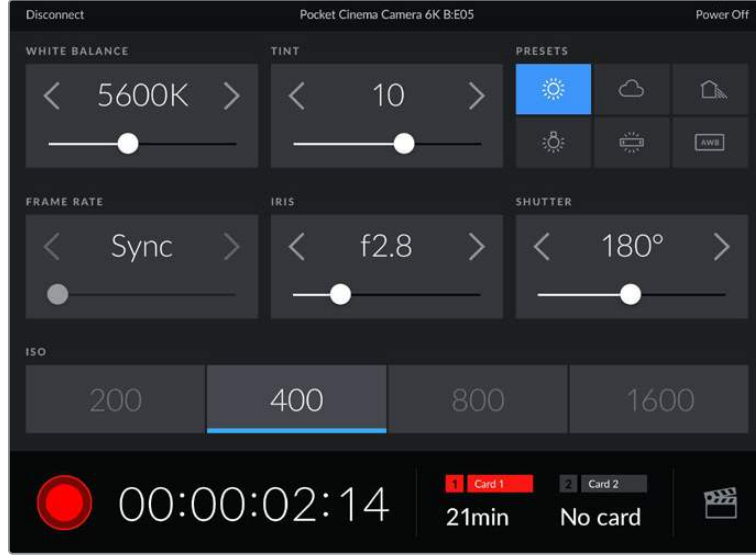 Disconnect Pocket Cinema Camera 6K B:E05 Power Off
WHITE BALANCE TINT PRESETS
5600K 10
AWB
FRAME RATE IRIS SHUTTER
Sync f2.8 180°
ISO
200 400 800 1600
00:00:02:14
1 Card 1 2 Card 2
21min No card